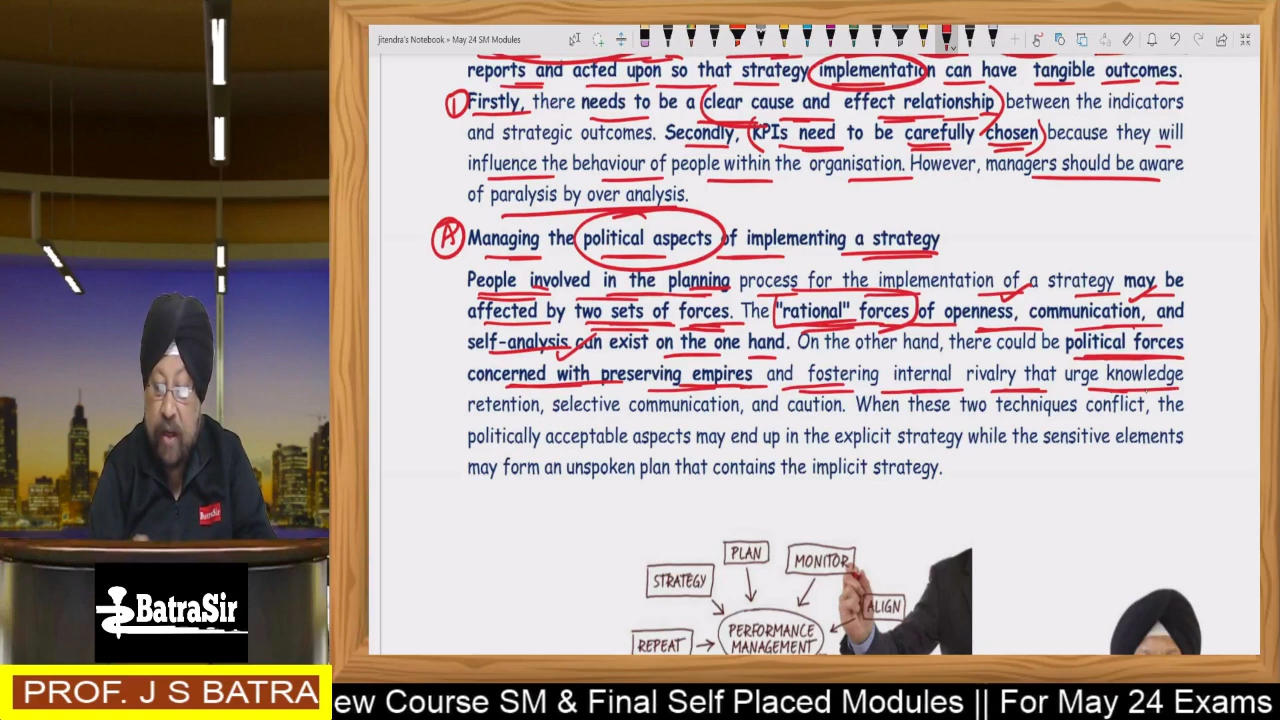 jitendra's Notebook » May 24 SM Modules
reports and acted upon so that strategy implementation can have tangible outcomes.
① Firstly, there needs to be a clear cause and effect relationship between the indicators
and strategic outcomes. Secondly, KPIs need to be carefully chosen because they will
influence the behaviour of people within the organisation. However, managers should be aware
of paralysis by over analysis.
A Managing the political aspects of implementing a strategy
People involved in the planning process for the implementation of a strategy may be
affected by two sets of forces. The "rational" forces of openness, communication, and
self-analysis can exist on the one hand. On the other hand, there could be political forces
concerned with preserving empires and fostering internal rivalry that urge knowledge
retention, selective communication, and caution. When these two techniques conflict, the
politically acceptable aspects may end up in the explicit strategy while the sensitive elements
may form an unspoken plan that contains the implicit strategy.
PLAN
MONITOR
STRATEGY
ALIGN
PERFORMANCE
MANAGEMENT
REPEAT
BatraSir
BatraSir
PROF. J S BATRA
ew Course SM & Final Self Placed Modules || For May 24 Exams